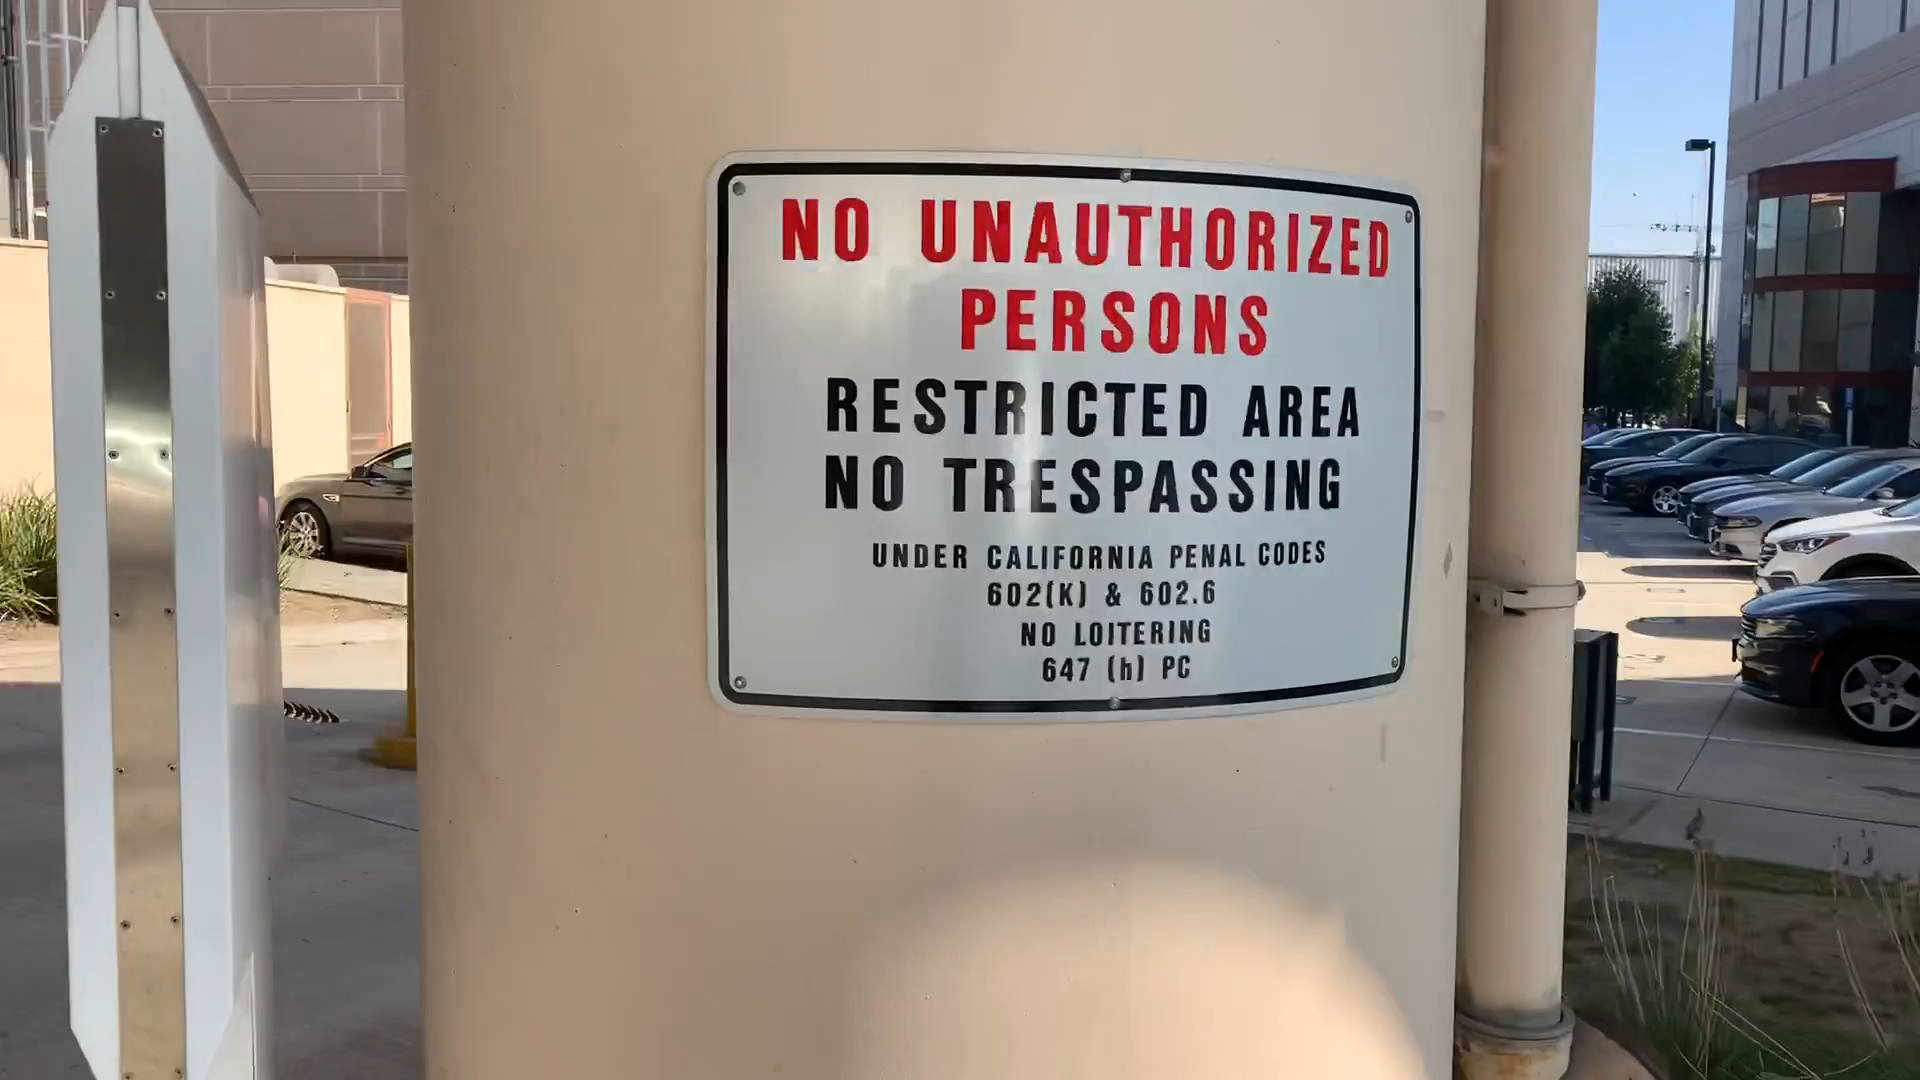 NO UNAUTHORIZED
PERSONS
RESTRICTED AREA
NO TRESPASSING
UNDER CALIFORNIA PENAL CODES
602(K) & 602.6
NO LOITERING
647 (h) PC